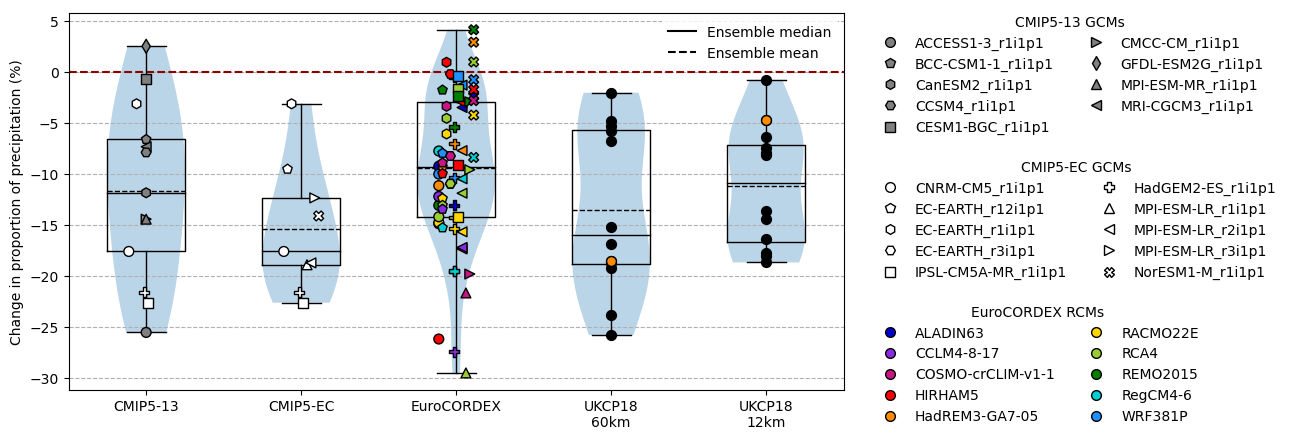 Change in proportion of precipitation (%)
5
0
−5
−10
−15
−20
−25
−30
Ensemble median
Ensemble mean
CMIP5-13
CMIP5-EC
EuroCORDEX
UKCP18
60km
UKCP18
12km
CMIP5-13 GCMs
ACCESS1-3_r1i1p1
BCC-CSM1-1_r1i1p1
CanESM2_r1i1p1
CCSM4_r1i1p1
CESM1-BGC_r1i1p1
CMCC-CM_r1i1p1
GFDL-ESM2G_r1i1p1
MPI-ESM-MR_r1i1p1
MRI-CGCM3_r1i1p1
CMIP5-EC GCMs
CNRM-CM5_r1i1p1
EC-EARTH_r12i1p1
EC-EARTH_r1i1p1
EC-EARTH_r3i1p1
IPSL-CM5A-MR_r1i1p1
HadGEM2-ES_r1i1p1
MPI-ESM-LR_r1i1p1
MPI-ESM-LR_r2i1p1
MPI-ESM-LR_r3i1p1
NorESM1-M_r1i1p1
EuroCORDEX RCMs
ALADIN63
CCLM4-8-17
COSMO-crCLIM-v1-1
HIRHAM5
HadREM3-GA7-05
RACMO22E
RCA4
REMO2015
RegCM4-6
WRF381P